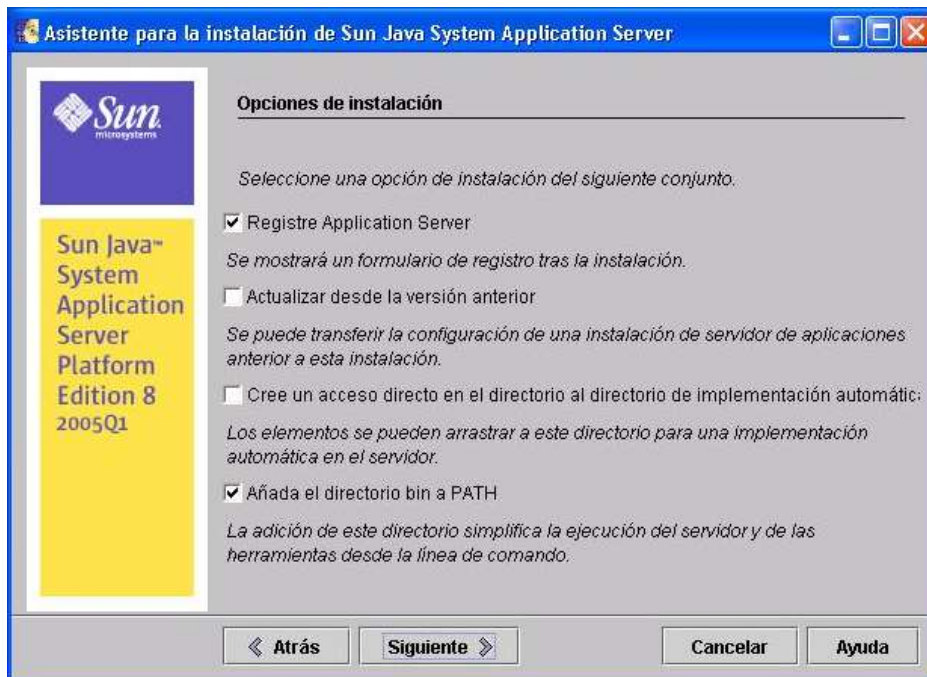 Asistente para la instalación de Sun Java System Application Server
Sun
microsystems
Sun Java™
System
Application
Server
Platform
Edition 8
2005Q1
Opciones de instalación
Seleccione una opción de instalación del siguiente conjunto.
Registre Application Server
Se mostrará un formulario de registro tras la instalación.
Actualizar desde la versión anterior
Se puede transferir la configuración de una instalación de servidor de aplicaciones
anterior a esta instalación.
Cree un acceso directo en el directorio al directorio de implementación automátic
Los elementos se pueden arrastrar a este directorio para una implementación
automática en el servidor.
Añada el directorio bin a PATH
La adición de este directorio simplifica la ejecución del servidor y de las
herramientas desde la línea de comando.
Atrás
Siguiente
Cancelar
Ayuda